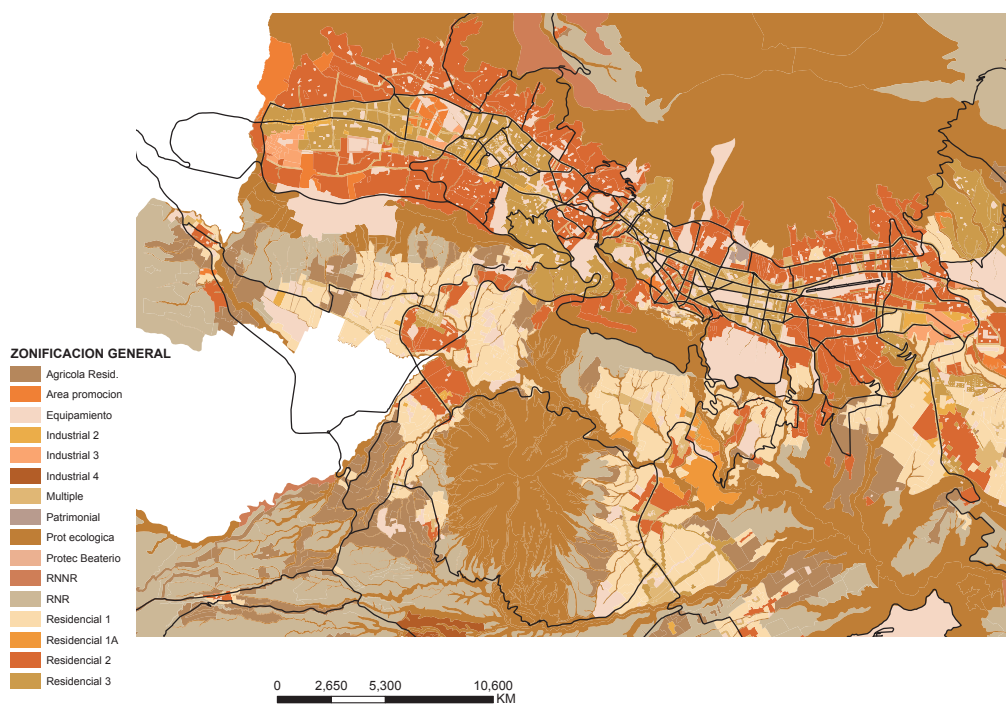 ZONIFICACION GENERAL
Agricola Resid.
Area promocion
Equipamiento
Industrial 2
Industrial 3
Industrial 4
Multiple
Patrimonial
Prot ecologica
Protec Beaterio
RNNR
RNR
Residencial 1
Residencial 1A
Residencial 2
Residencial 3
0 2,650 5,300 10,600
KM